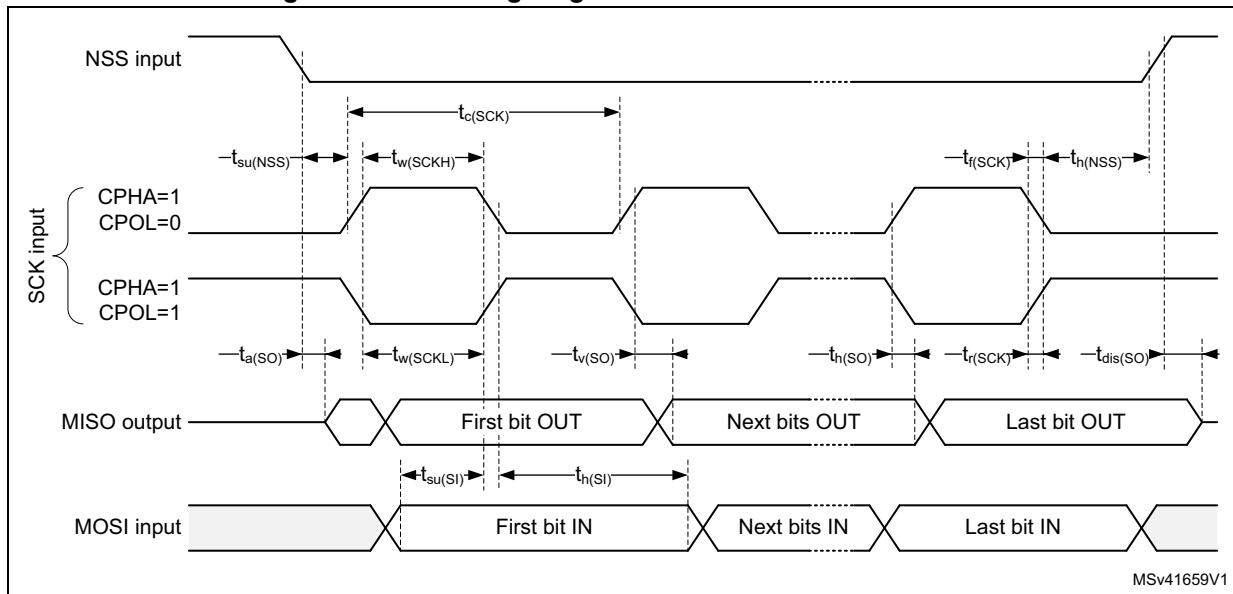 NSS input
tc(SCK)
tsu(NSS) tw(SCKH) tf(SCK) th(NSS)
SCK input
CPHA=1
CPOL=0
CPHA=1
CPOL=1
ta(SO) tw(SCKL) tv(SO) th(SO) tr(SCK) tdis(SO)
MISO output First bit OUT Next bits OUT Last bit OUT
tsu(SI) th(SI)
MOSI input First bit IN Next bits IN Last bit IN
MSv41659V1